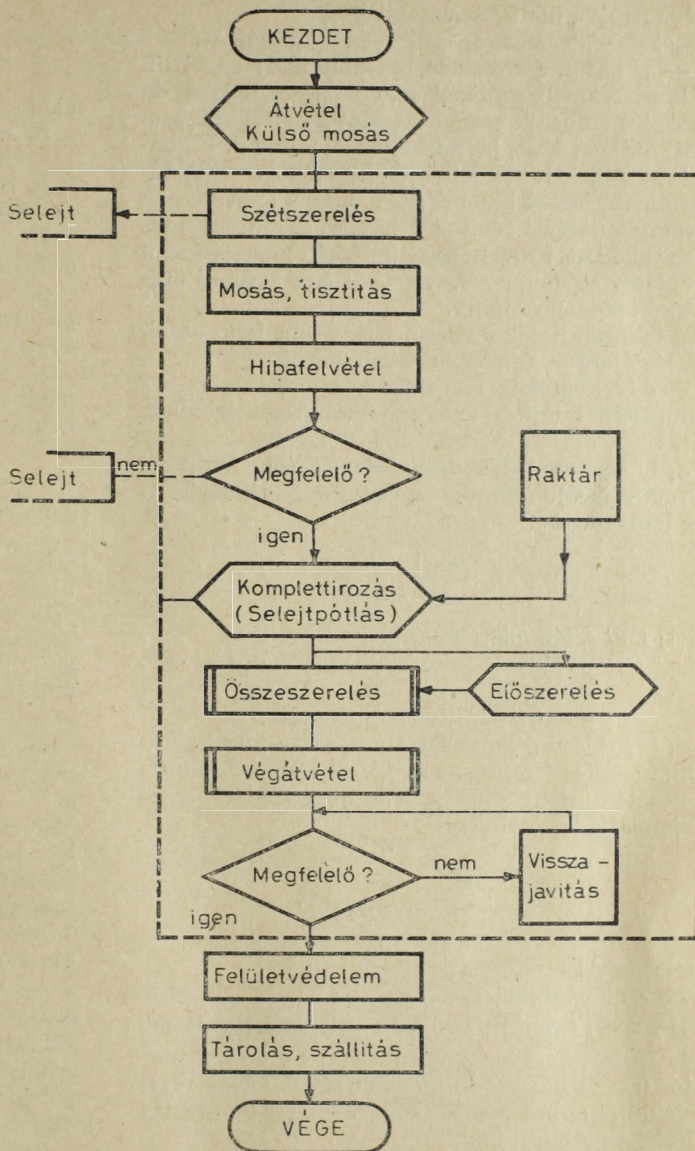 KEZDET
Átvétel
Külső mosás
Selejt
Szétszerelés
Mosás, tisztitás
Hibafelvétel
Selejt
nem
Megfelelő?
Raktár
igen
Komplettirozás
(Selejtpótlás)
Összeszerelés
Előszerelés
Végátvétel
Megfelelő?
nem
Vissza-
javitás
igen
Felületvédelem
Tárolás, szállitás
VÉGE